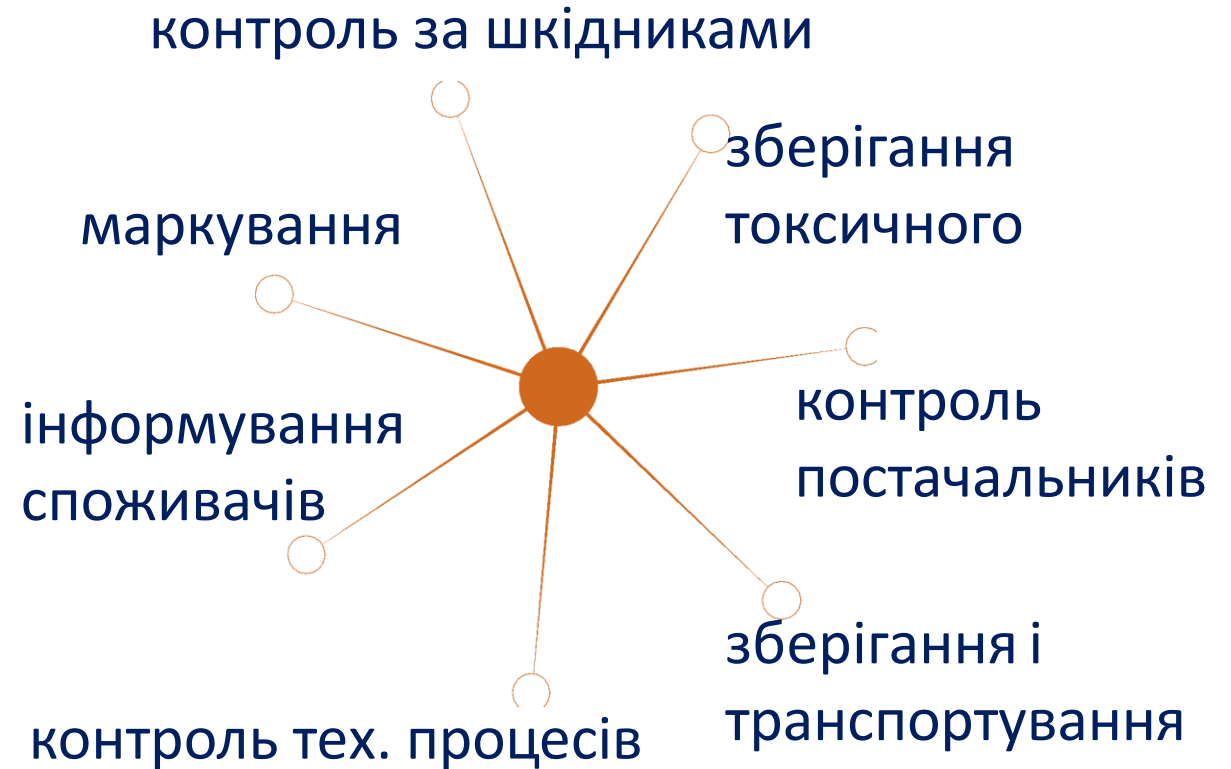 контроль за шкідниками
зберігання
токсичного
маркування
контроль
постачальників
інформування
споживачів
зберігання і
транспортування
контроль тех. процесів